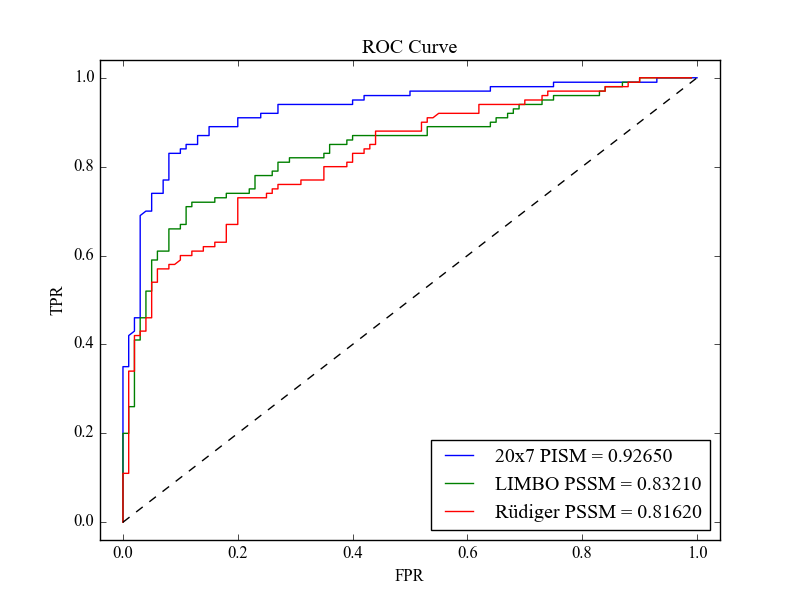 ROC Curve
1.0
0.8
0.6
0.4
0.2
0.0
TPR
20x7 PISM = 0.92650
LIMBO PSSM = 0.83210
Rüdiger PSSM = 0.81620
0.0 0.2 0.4 0.6 0.8 1.0
FPR